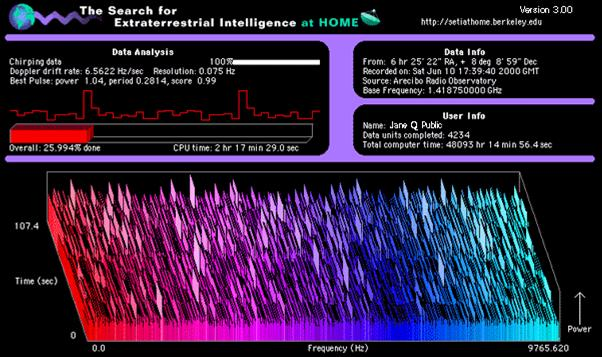 The Search for
Extraterrestrial Intelligence at HOME
Version 3.00
http://setiathome.berkeley.edu
Data Analysis
Chirping data 100%
Doppler drift rate: 6.5622 Hz/sec Resolution: 0.075 Hz
Best Pulse: power 1.04, period 0.2814, score 0.99
Overall: 25.994% done CPU time: 2 hr 17 min 29.0 sec
Data Info
From: 6 hr 25' 22" RA, + 8 deg 8' 59" Dec
Recorded on: Sat Jun 10 17:39:40 2000 GMT
Source: Arecibo Radio Observatory
Base Frequency: 1.418750000 GHz
User Info
Name: Jane Q Public
Data units completed: 4234
Total computer time: 48093 hr 14 min 56.4 sec
107.4
Time (sec)
0
0.0 Frequency (Hz) 9765.620
Power